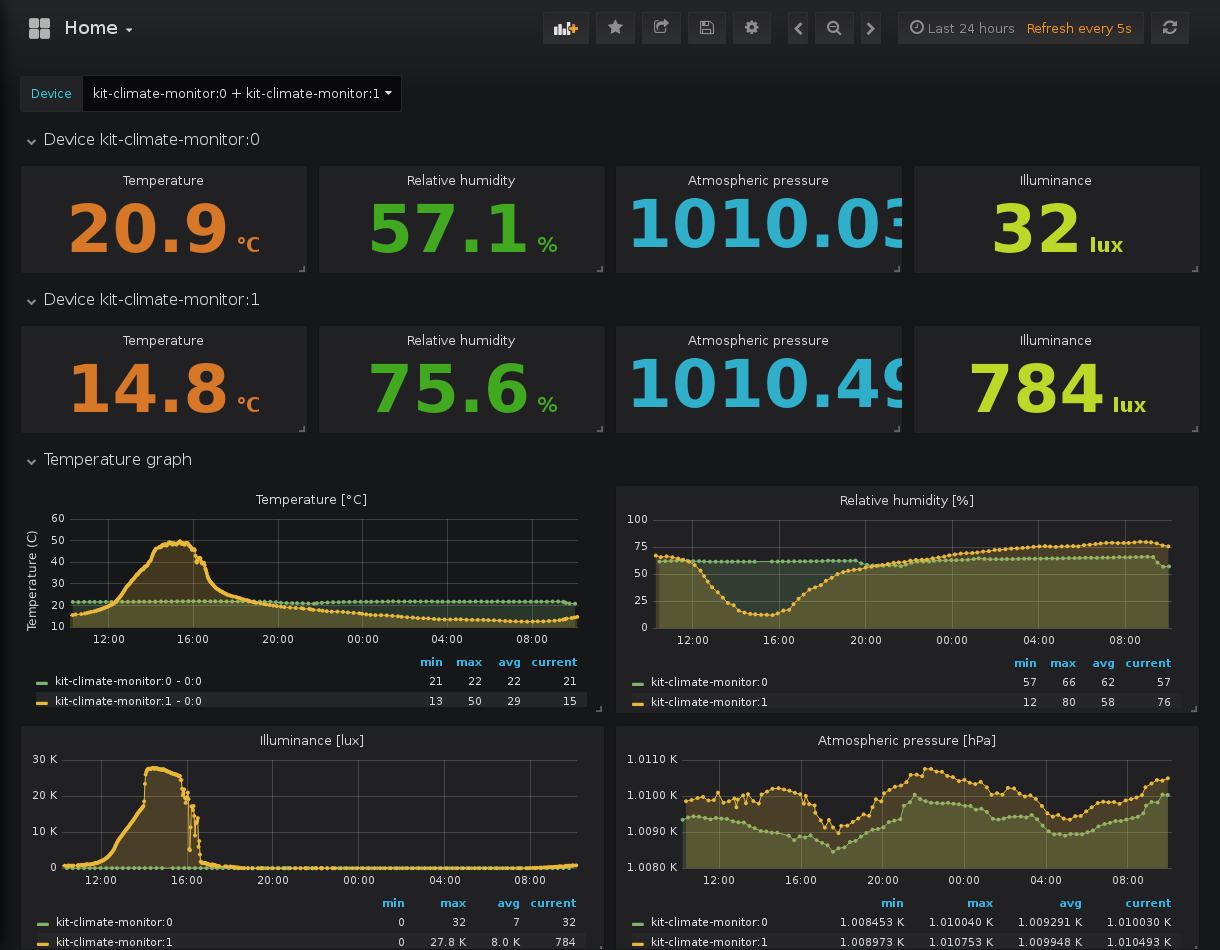 Home
Last 24 hours Refresh every 5s
Device kit-climate-monitor:0 + kit-climate-monitor:1
Device kit-climate-monitor:0
Temperature Relative humidity Atmospheric pressure Illuminance
20.9 °C 57.1 % 1010.03 32 lux
Device kit-climate-monitor:1
Temperature Relative humidity Atmospheric pressure Illuminance
14.8 °C 75.6 % 1010.49 784 lux
Temperature graph
Temperature [°C]
Temperature (C)
60
50
40
30
20
10
12:00 16:00 20:00 00:00 04:00 08:00
min max avg current
kit-climate-monitor:0 - 0:0 21 22 22 21
kit-climate-monitor:1 - 0:0 13 50 29 15
Relative humidity [%]
100
75
50
25
0
12:00 16:00 20:00 00:00 04:00 08:00
min max avg current
kit-climate-monitor:0 57 66 62 57
kit-climate-monitor:1 12 80 58 76
Illuminance [lux]
30 K
20 K
10 K
0
12:00 16:00 20:00 00:00 04:00 08:00
min max avg current
kit-climate-monitor:0 0 32 7 32
kit-climate-monitor:1 0 27.8 K 8.0 K 784
Atmospheric pressure [hPa]
1.0110 K
1.0100 K
1.0090 K
1.0080 K
12:00 16:00 20:00 00:00 04:00 08:00
min max avg current
kit-climate-monitor:0 1.008453 K 1.010040 K 1.009291 K 1.010030 K
kit-climate-monitor:1 1.008973 K 1.010753 K 1.009948 K 1.010493 K